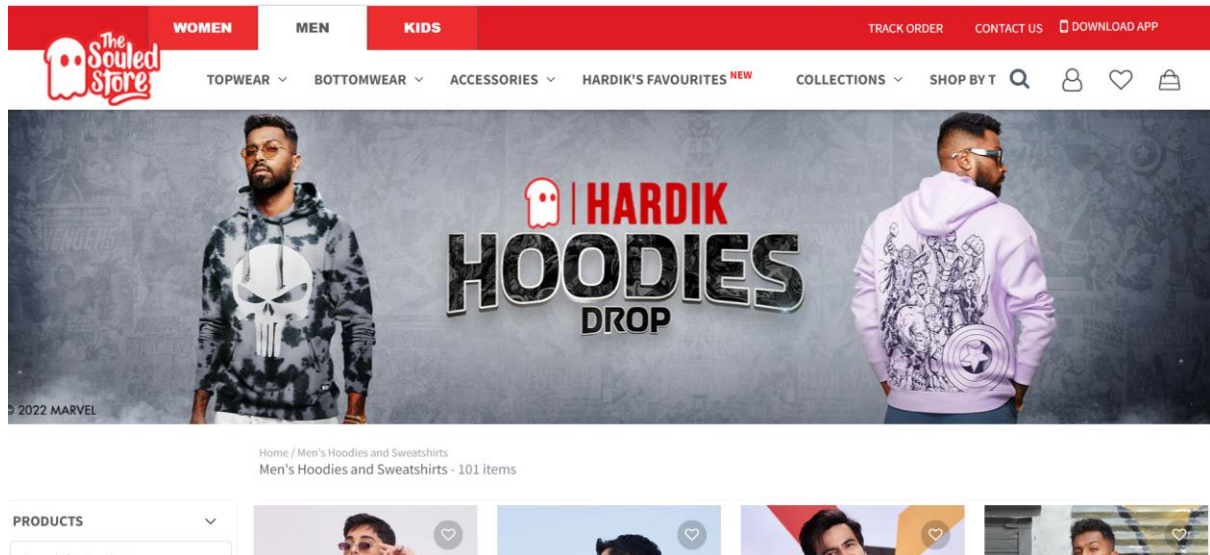 WOMEN MEN KIDS TRACK ORDER CONTACT US DOWNLOAD APP
The
Souled
Store
TOPWEAR BOTTOMWEAR ACCESSORIES HARDIK'S FAVOURITES NEW COLLECTIONS SHOP BY T
HARDIK
HOODIES
DROP
© 2022 MARVEL
Home / Men's Hoodies and Sweatshirts
Men's Hoodies and Sweatshirts - 101 items
PRODUCTS